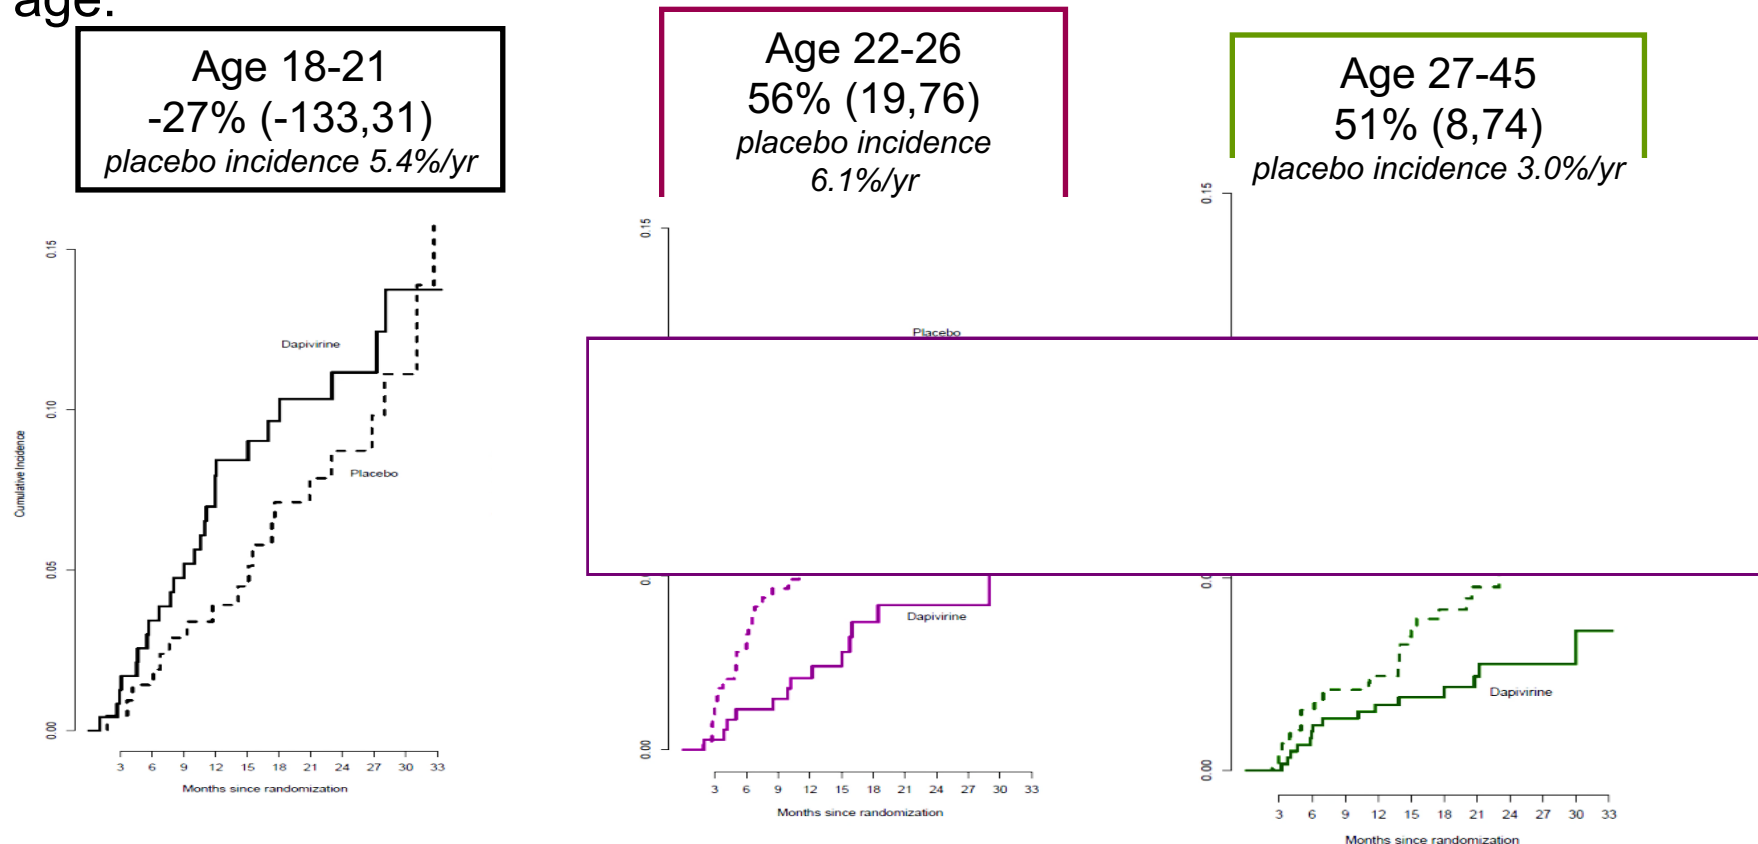 age.
Age 18-21
-27% (-133,31)
placebo incidence 5.4%/yr
Age 22-26
56% (19,76)
placebo incidence
6.1%/yr
Age 27-45
51% (8,74)
placebo incidence 3.0%/yr
Cumulative Incidence
0.15
0.10
0.05
0.00
Dapivirine
Placebo
3 6 9 12 15 18 21 24 27 30 33
Months since randomization
0.15
Placebo
0.00
Dapivirine
3 6 9 12 15 18 21 24 27 30 33
Months since randomization
0.15
0.00
Dapivirine
3 6 9 12 15 18 21 24 27 30 33
Months since randomization